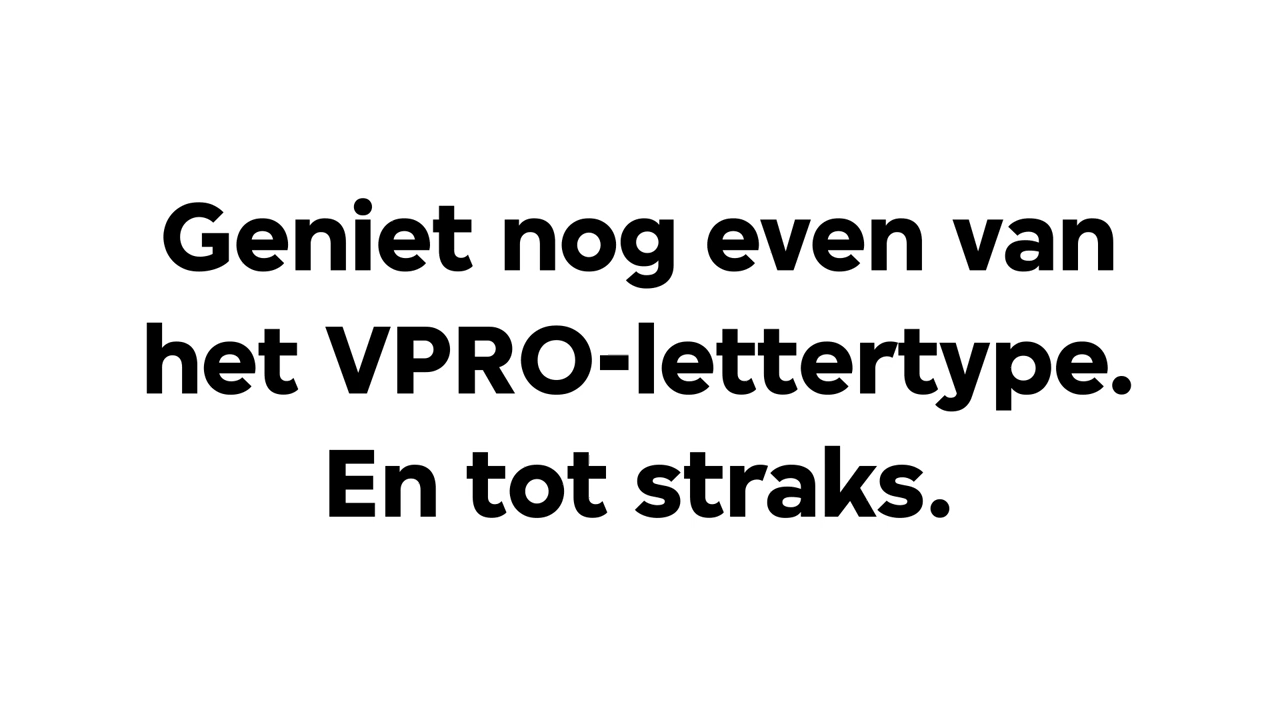 Geniet nog even van
het VPRO-lettertype.
En tot straks.